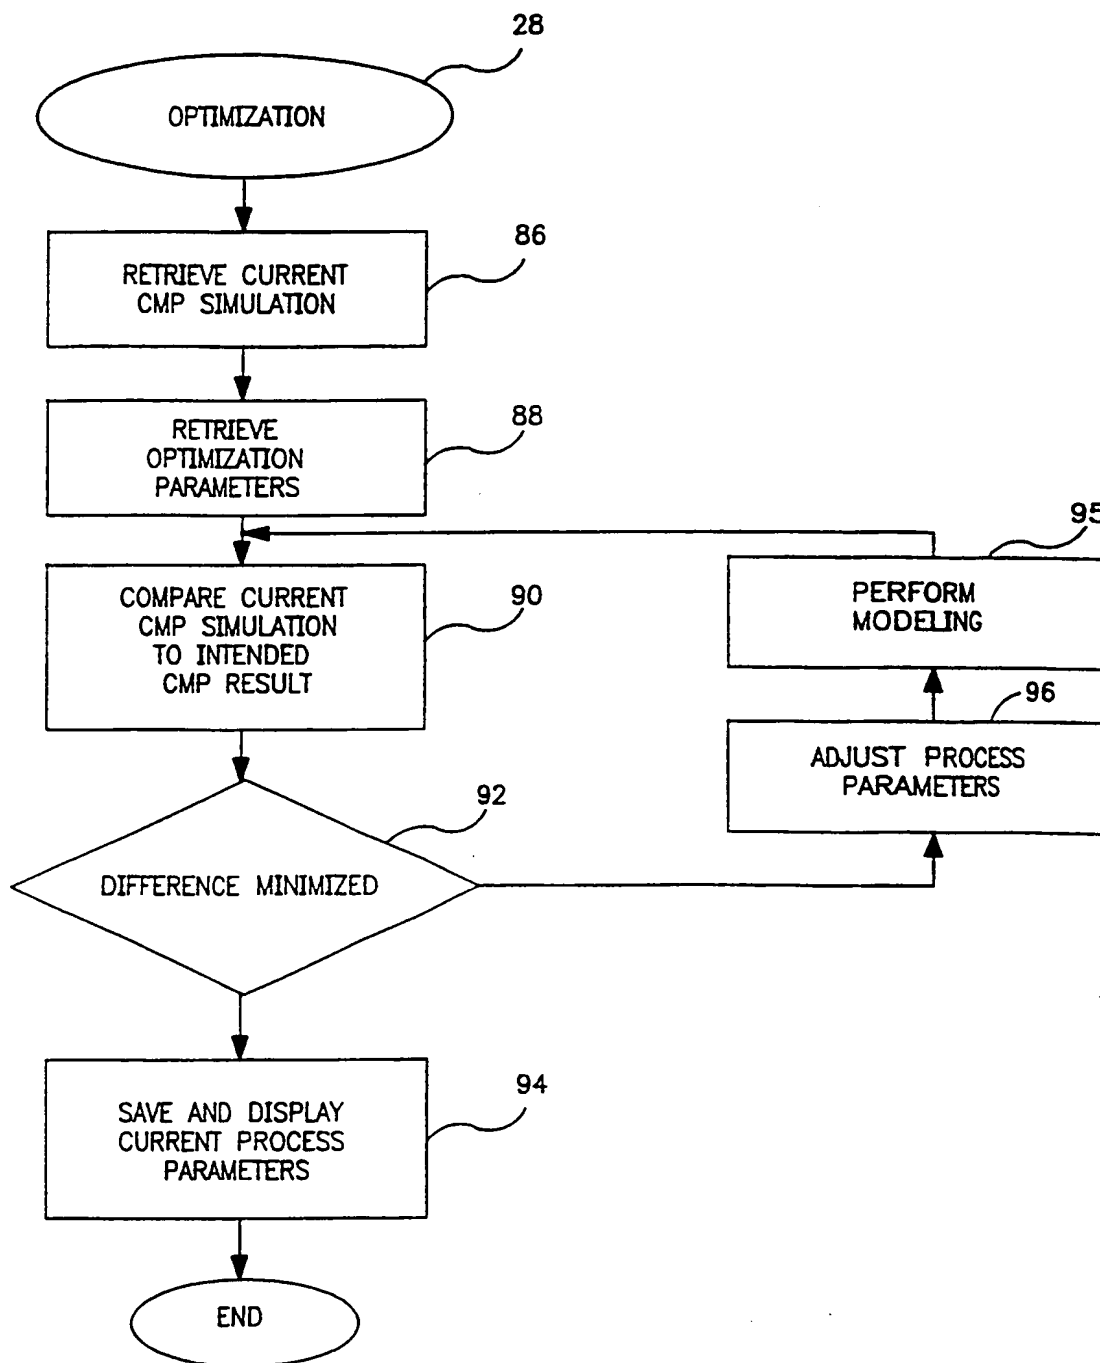 28
OPTIMIZATION
86
RETRIEVE CURRENT
CMP SIMULATION
88
RETRIEVE
OPTIMIZATION
PARAMETERS
95
PERFORM
MODELING
90
COMPARE CURRENT
CMP SIMULATION
TO INTENDED
CMP RESULT
96
ADJUST PROCESS
PARAMETERS
92
DIFFERENCE MINIMIZED
94
SAVE AND DISPLAY
CURRENT PROCESS
PARAMETERS
END